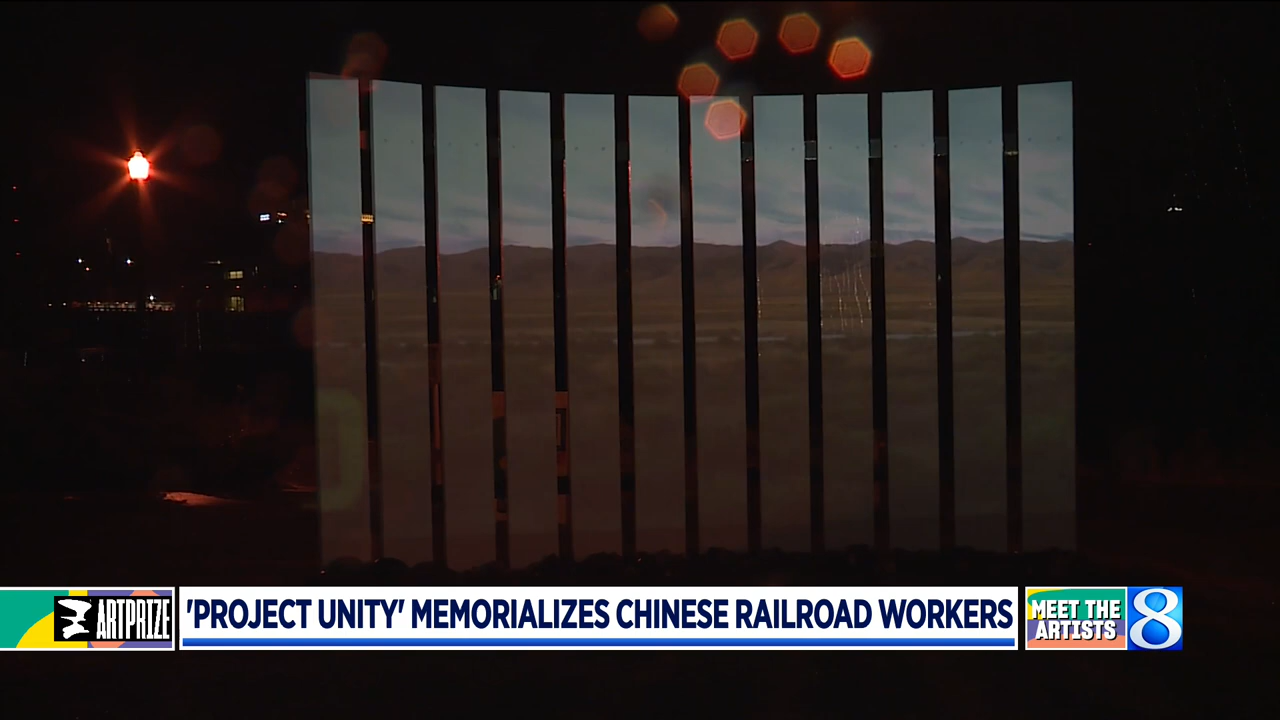 ARTPRIZE
'PROJECT UNITY' MEMORIALIZES CHINESE RAILROAD WORKERS
MEET THE
ARTISTS
8